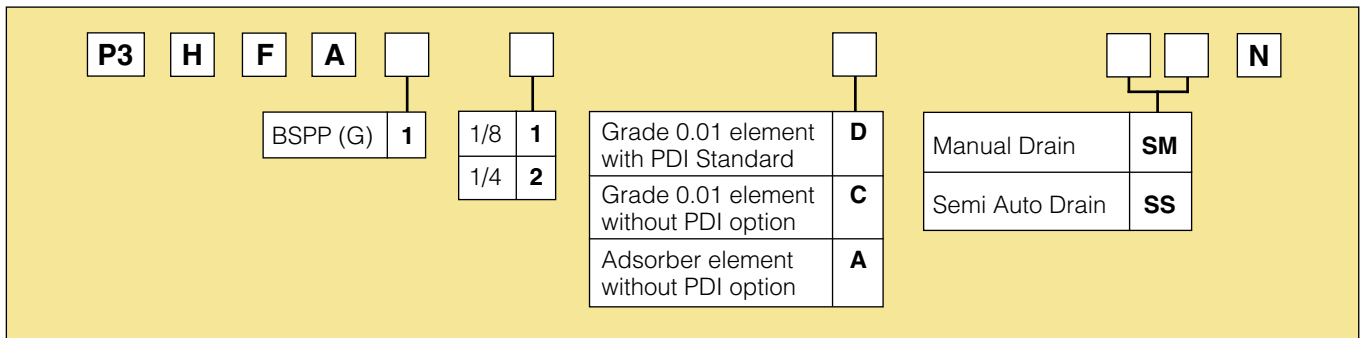 P3 H F A N
BSPP (G) 1
1/8 1
1/4 2
Grade 0.01 element
with PDI Standard D
Grade 0.01 element
without PDI option C
Adsorber element
without PDI option A
Manual Drain SM
Semi Auto Drain SS